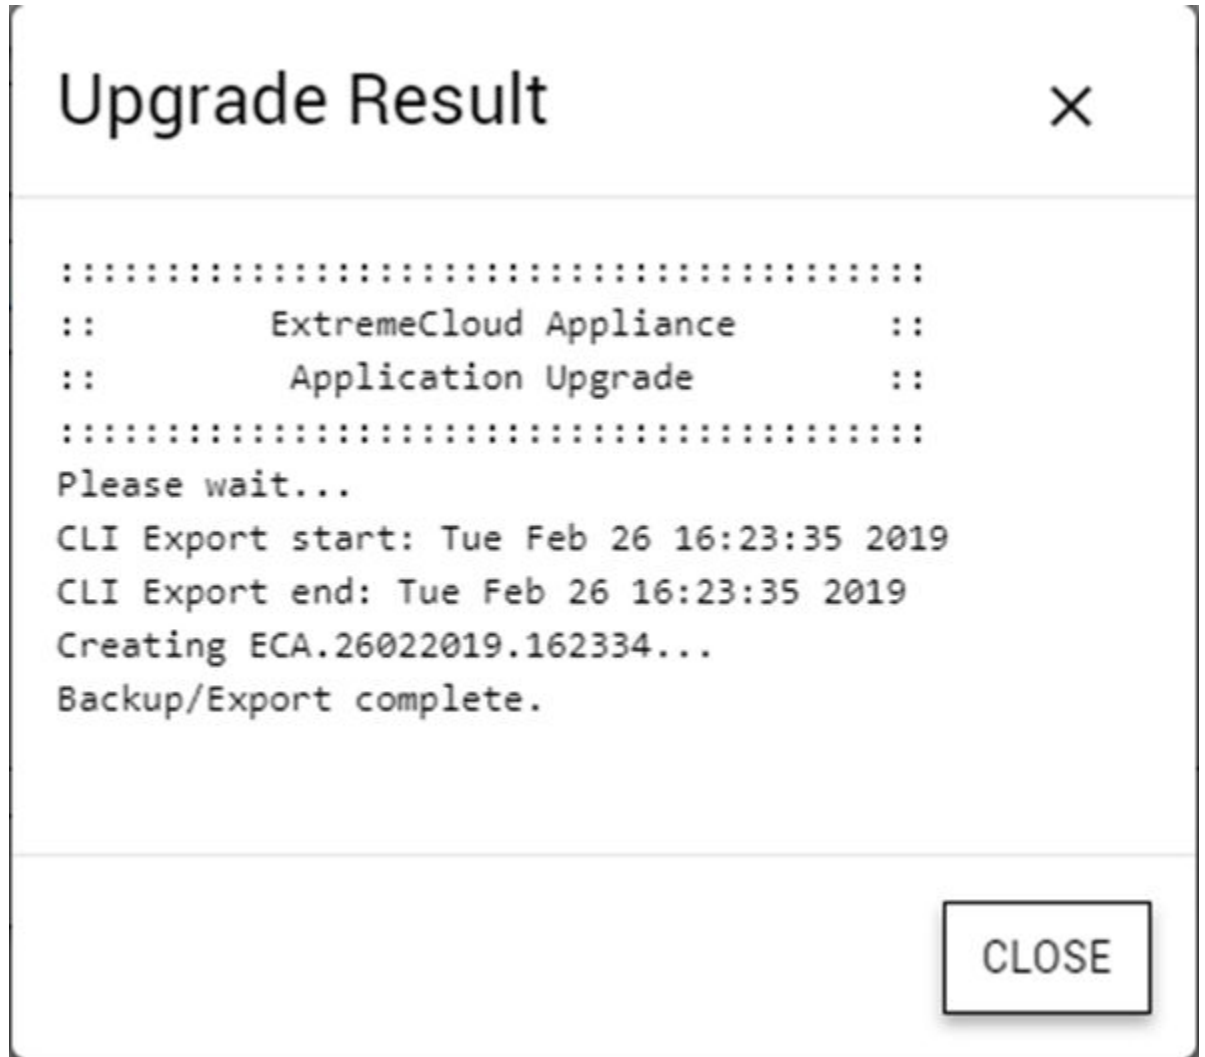 Upgrade Result
:::::::::::::::::::::::::::::::::::::::::
:: ExtremeCloud Appliance ::
:: Application Upgrade ::
:::::::::::::::::::::::::::::::::::::::::
Please wait...
CLI Export start: Tue Feb 26 16:23:35 2019
CLI Export end: Tue Feb 26 16:23:35 2019
Creating ECA.26022019.162334...
Backup/Export complete.
CLOSE